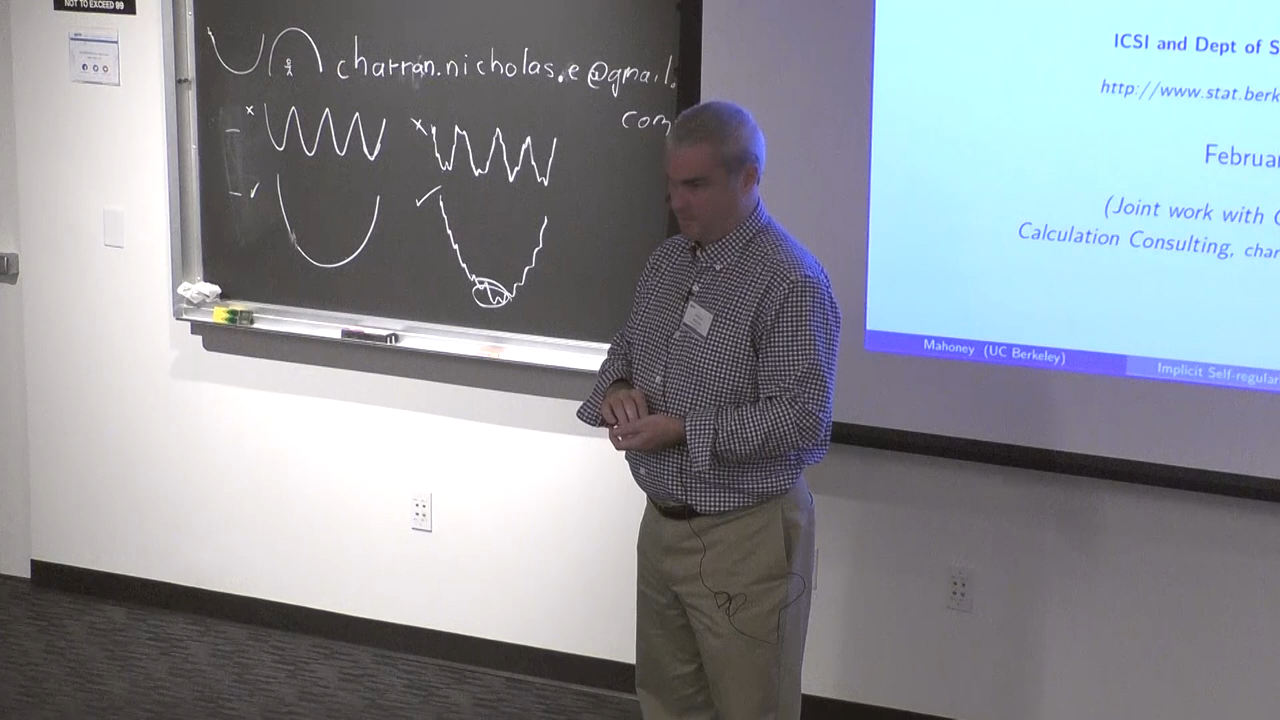 NOT TO EXCEED 99
charran.nicholas.e@gmail.
com
ICSI and Dept of S
http://www.stat.berk
Februar
(Joint work with C
Calculation Consulting, char
Mahoney (UC Berkeley)
Implicit Self-regular